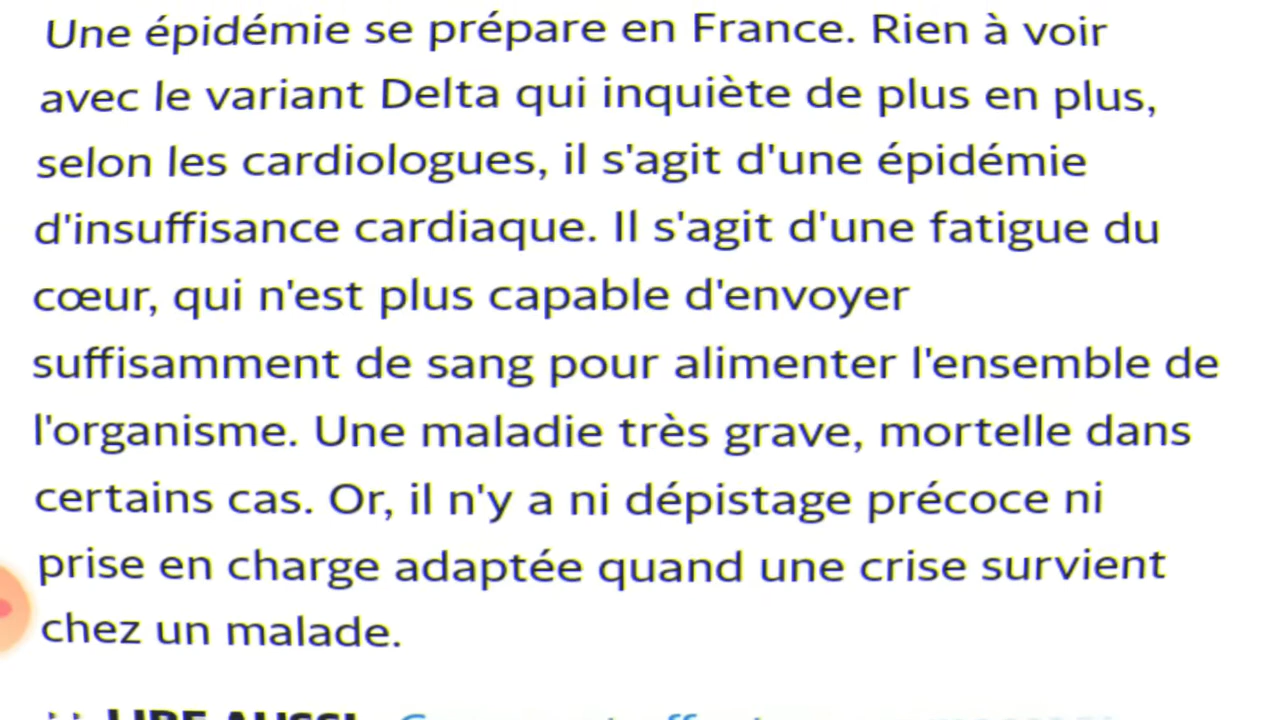 Une épidémie se prépare en France. Rien à voir
avec le variant Delta qui inquiète de plus en plus,
selon les cardiologues, il s'agit d'une épidémie
d'insuffisance cardiaque. Il s'agit d'une fatigue du
cœur, qui n'est plus capable d'envoyer
suffisamment de sang pour alimenter l'ensemble de
l'organisme. Une maladie très grave, mortelle dans
certains cas. Or, il n'y a ni dépistage précoce ni
prise en charge adaptée quand une crise survient
chez un malade.
LIRE AUSSI